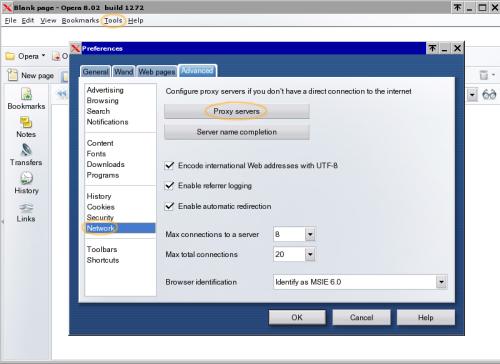 Blank page - Opera 8.02 build 1272
File Edit View Bookmarks Tools Help
Opera
O
Preferences
New page
General Wand Web pages Advanced
Bookmarks
Notes
Transfers
History
Links
Advertising
Browsing
Search
Notifications
Content
Fonts
Downloads
Programs
History
Cookies
Security
Network
Toolbars
Shortcuts
Configure proxy servers if you don't have a direct connection to the internet
Proxy servers
Server name completion
Encode international Web addresses with UTF-8
Enable referrer logging
Enable automatic redirection
Max connections to a server 8
Max total connections 20
Browser identification Identify as MSIE 6.0
OK Cancel Help